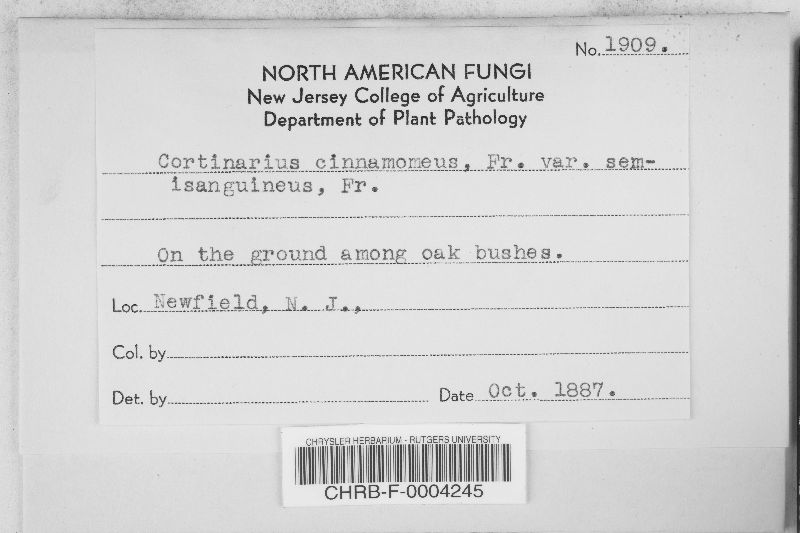 No. 1909.
NORTH AMERICAN FUNGI
New Jersey College of Agriculture
Department of Plant Pathology
Cortinarius cinnamomeus, Fr. var. sem-
isanguineus, Fr.
On the ground among oak bushes.
Loc. Newfield, N. J.,
Col. by
Det. by Date Oct. 1887.
CHRYSLER HERBARIUM - RUTGERS UNIVERSITY
CHRB-F-0004245